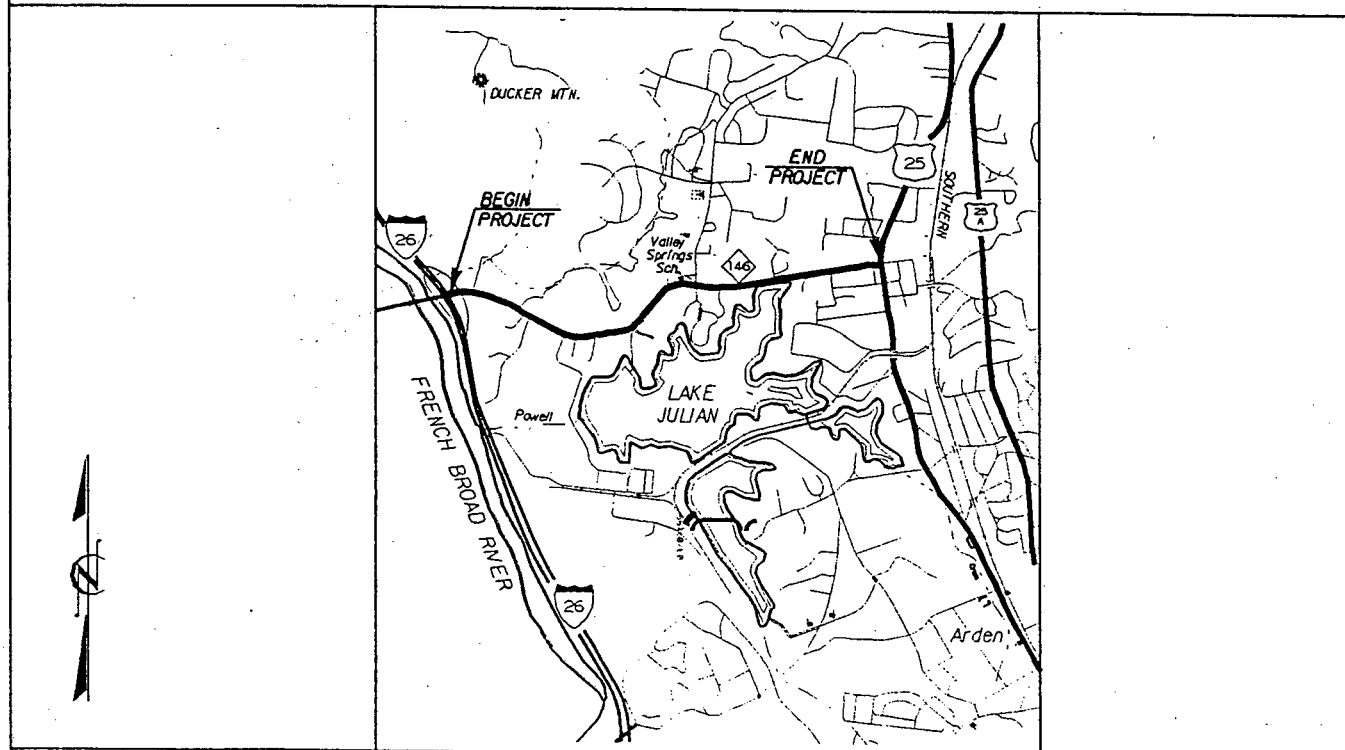 DUCKER MTN.
END
PROJECT
25
SOUTHERN
BEGIN
PROJECT
25
A
26
Valley
Springs
Sch.
146
LAKE
JULIAN
Powell
FRENCH BROAD RIVER
26
Arden